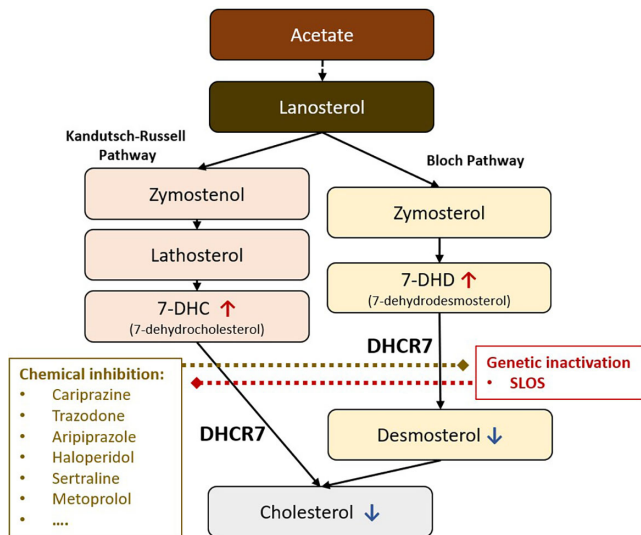 Acetate
Lanosterol
Kandutsch-Russell
Pathway
Bloch Pathway
Zymostenol
Zymosterol
Lathosterol
7-DHC ↑
(7-dehydrocholesterol)
7-DHD ↑
(7-dehydrodesmosterol)
DHCR7
Chemical inhibition:
• Cariprazine
• Trazodone
• Aripiprazole
• Haloperidol
• Sertraline
• Metoprolol
• ....
Genetic inactivation
• SLOS
DHCR7
Desmosterol ↓
Cholesterol ↓